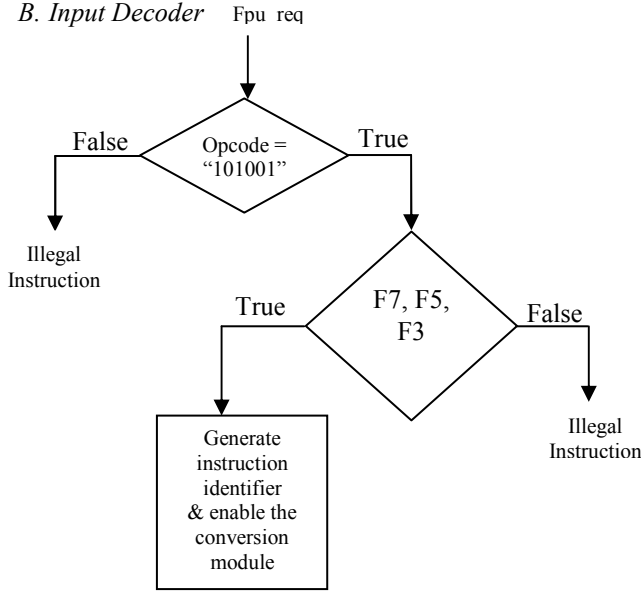 B. Input Decoder Fpu req
False
Opcode =
“101001”
True
Illegal
Instruction
True
F7, F5,
F3
False
Generate
instruction
identifier
& enable the
conversion
module
Illegal
Instruction